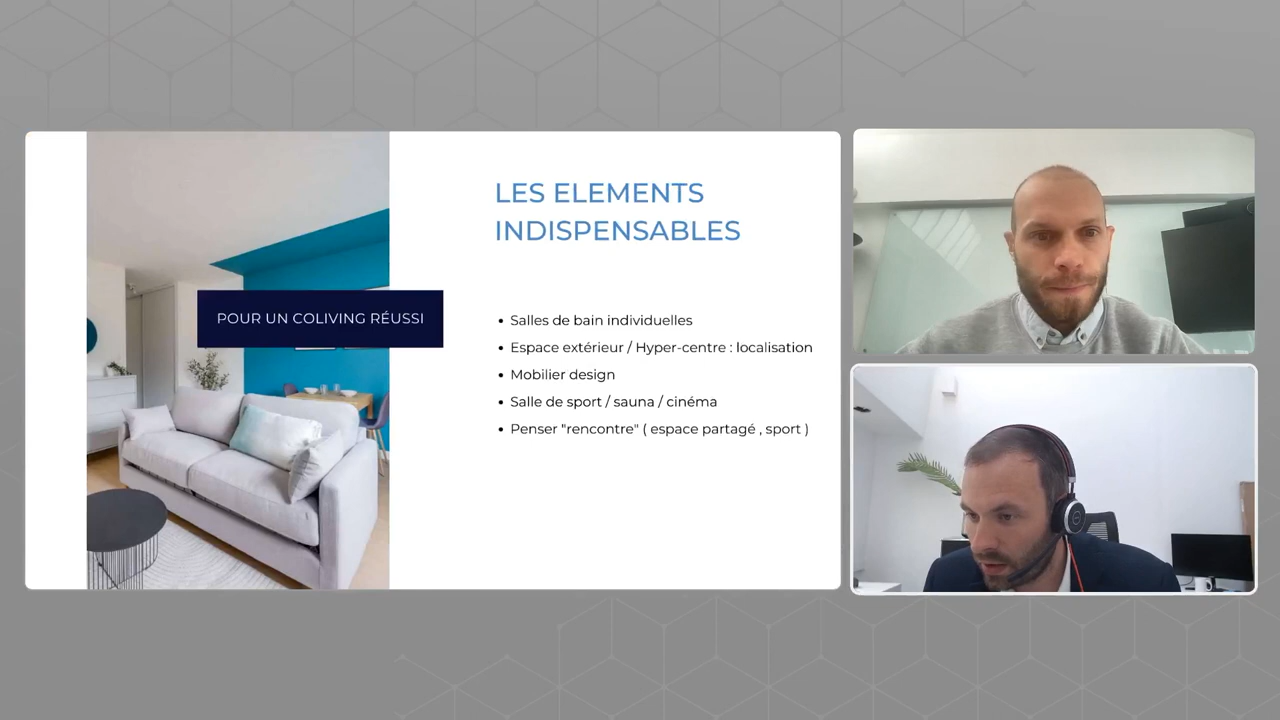 POUR UN COLIVING RÉUSSI
LES ELEMENTS
INDISPENSABLES
• Salles de bain individuelles
• Espace extérieur / Hyper-centre : localisation
• Mobilier design
• Salle de sport / sauna / cinéma
• Penser "rencontre" ( espace partagé , sport )